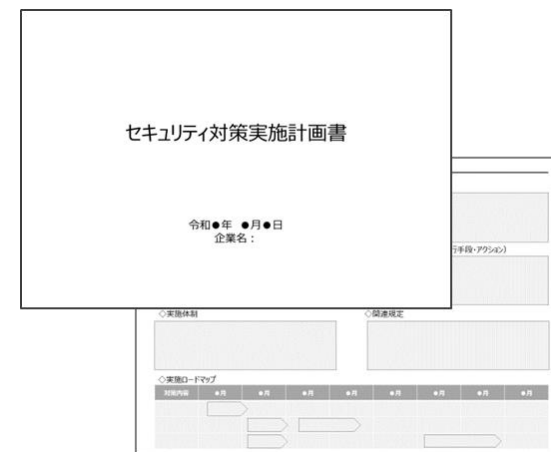 セキュリティ対策実施計画書
令和●年 ●月●日
企業名：
行手段・アクション)
◇実施体制
◇関連規定
◇実施ロードマップ
対策内容 ●月 ●月 ●月 ●月 ●月 ●月 ●月 ●月